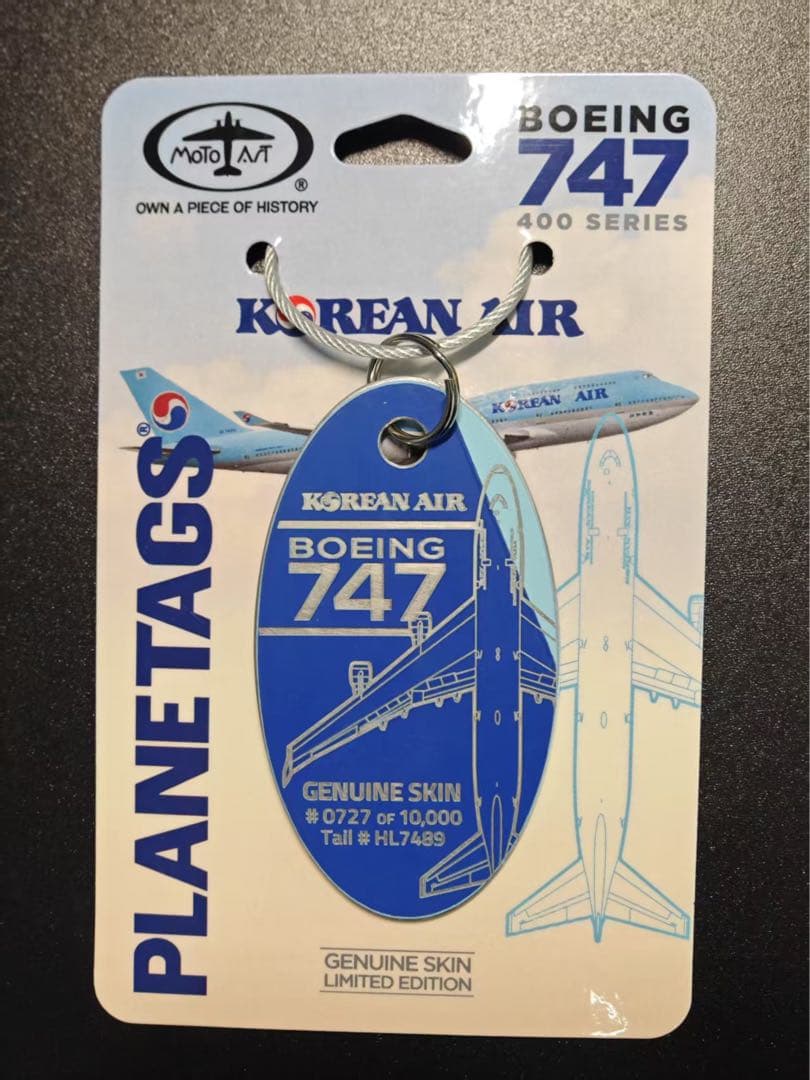 MOTO ART
®
OWN A PIECE OF HISTORY
BOEING
747
400 SERIES
KOREAN AIR
KOREAN AIR
PLANETAGS®
KOREAN AIR
BOEING
747
GENUINE SKIN
# 0727 OF 10,000
Tail # HL7489
GENUINE SKIN
LIMITED EDITION